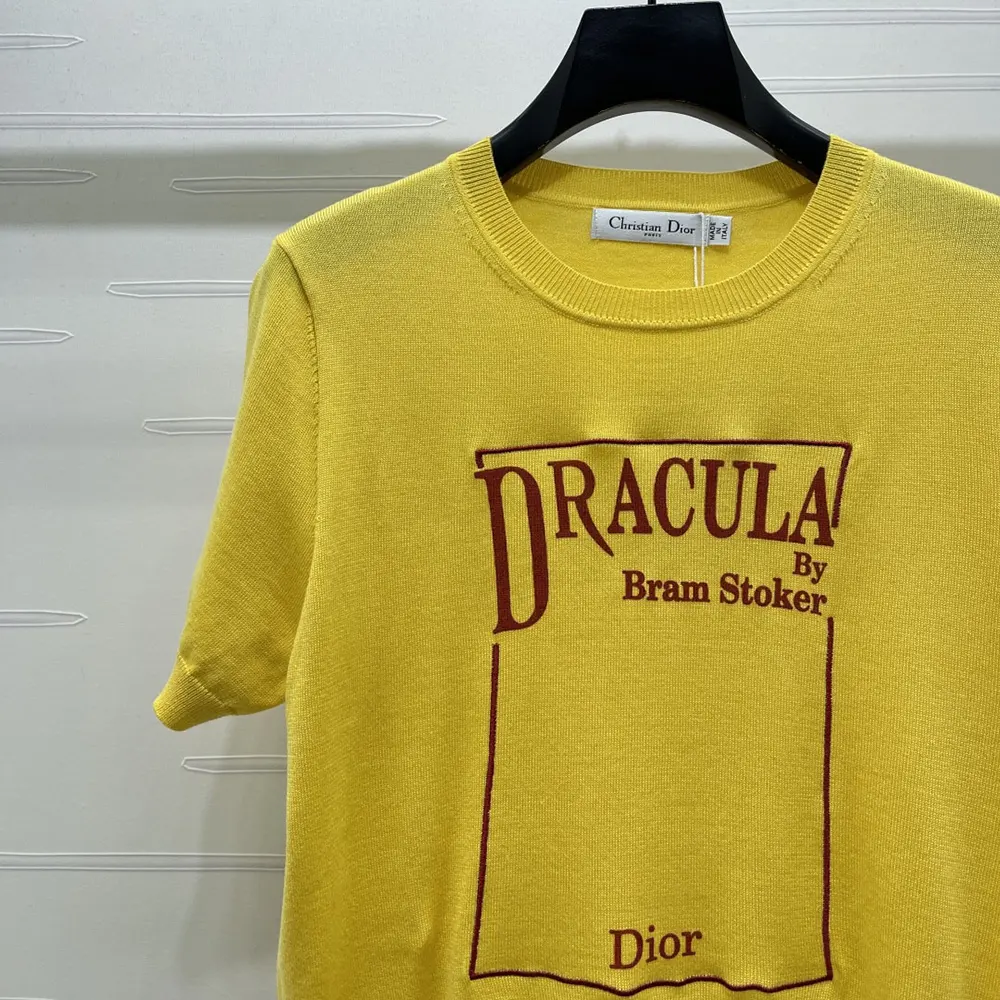 Christian Dior
PARIS
MADE
IN
ITALY
DRACULA
By
Bram Stoker
Dior